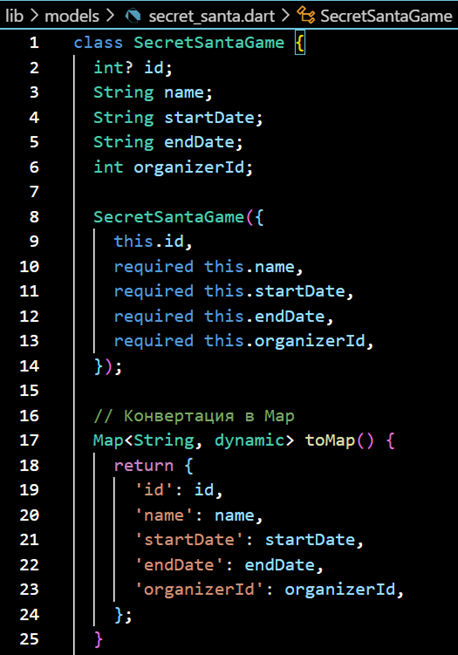 lib > models > secret_santa.dart > SecretSantaGame
1 class SecretSantaGame {
2 int? id;
3 String name;
4 String startDate;
5 String endDate;
6 int organizerId;
7
8 SecretSantaGame({
9 this.id,
10 required this.name,
11 required this.startDate,
12 required this.endDate,
13 required this.organizerId,
14 });
15
16 // Конвертация в Map
17 Map<String, dynamic> toMap() {
18 return {
19 'id': id,
20 'name': name,
21 'startDate': startDate,
22 'endDate': endDate,
23 'organizerId': organizerId,
24 };
25 }